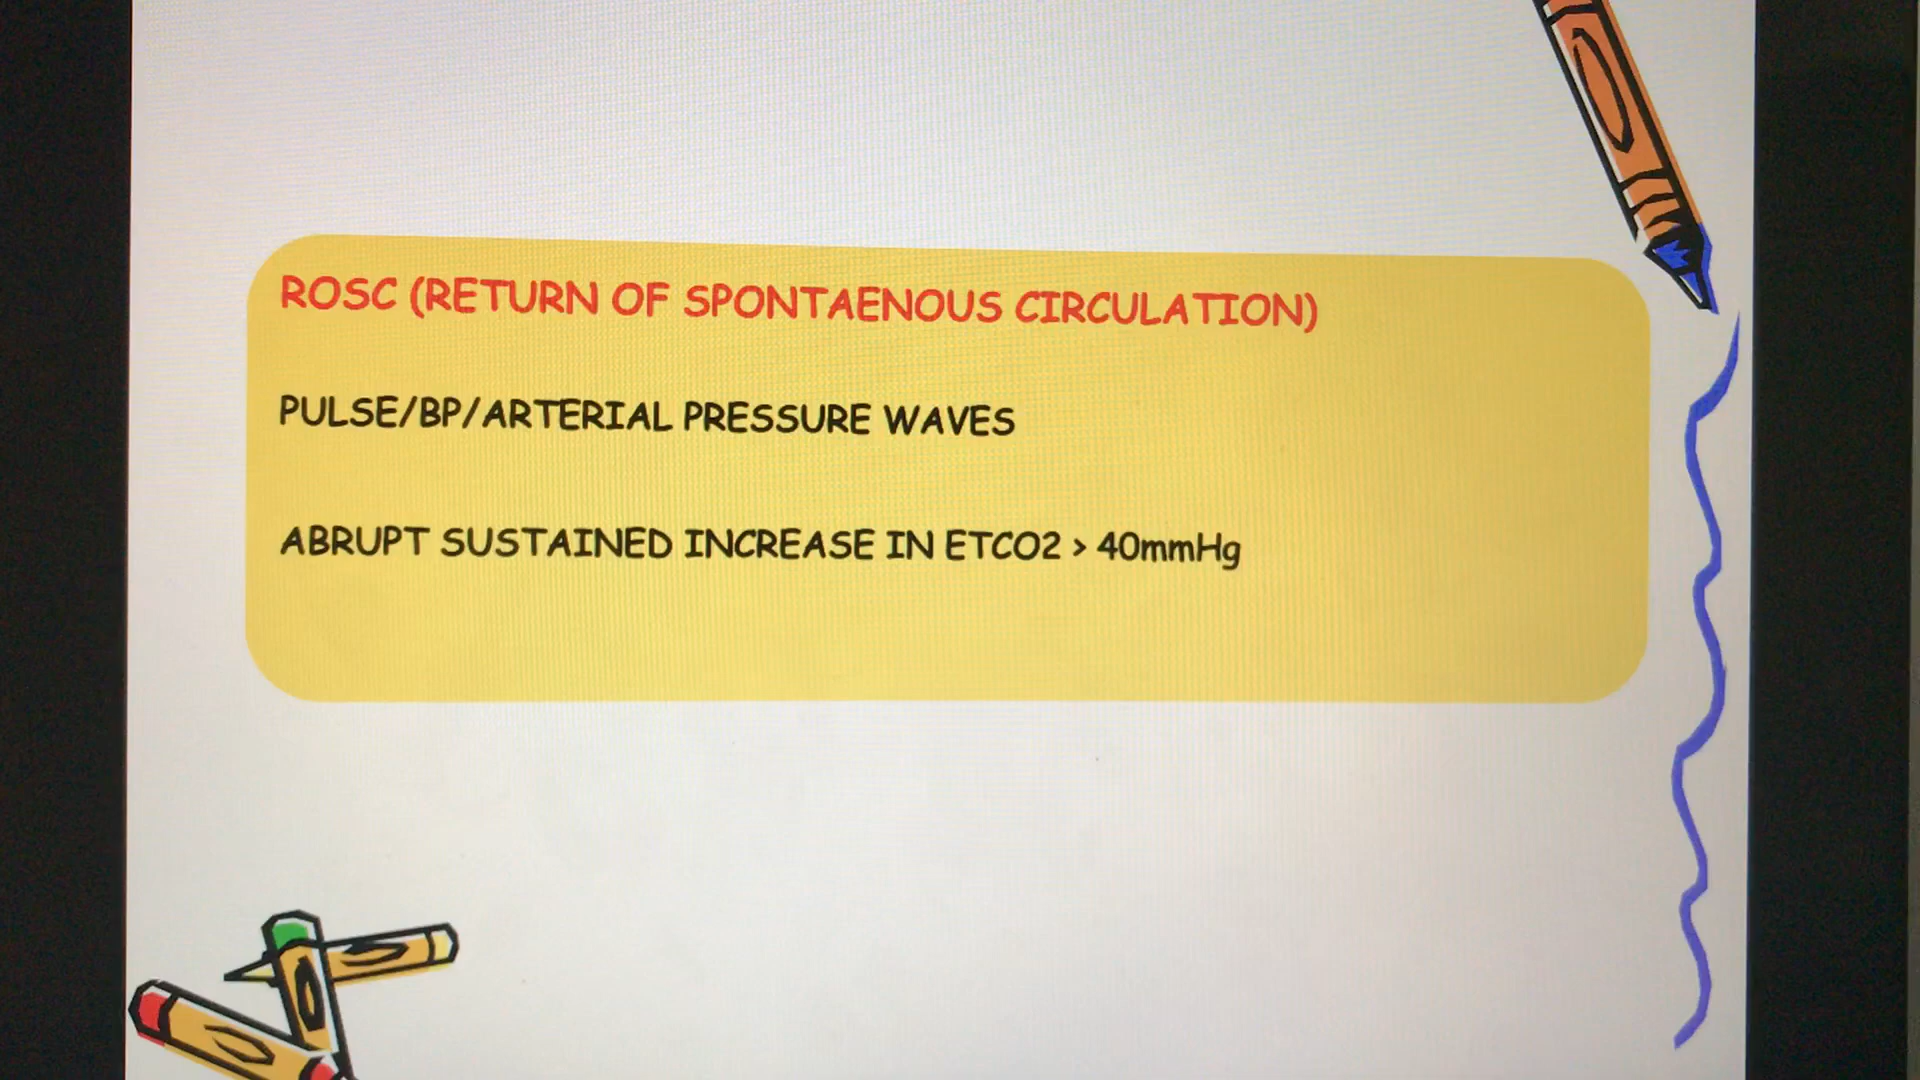 ROSC (RETURN OF SPONTAENOUS CIRCULATION)
PULSE/BP/ARTERIAL PRESSURE WAVES
ABRUPT SUSTAINED INCREASE IN ETCO2 > 40mmHg